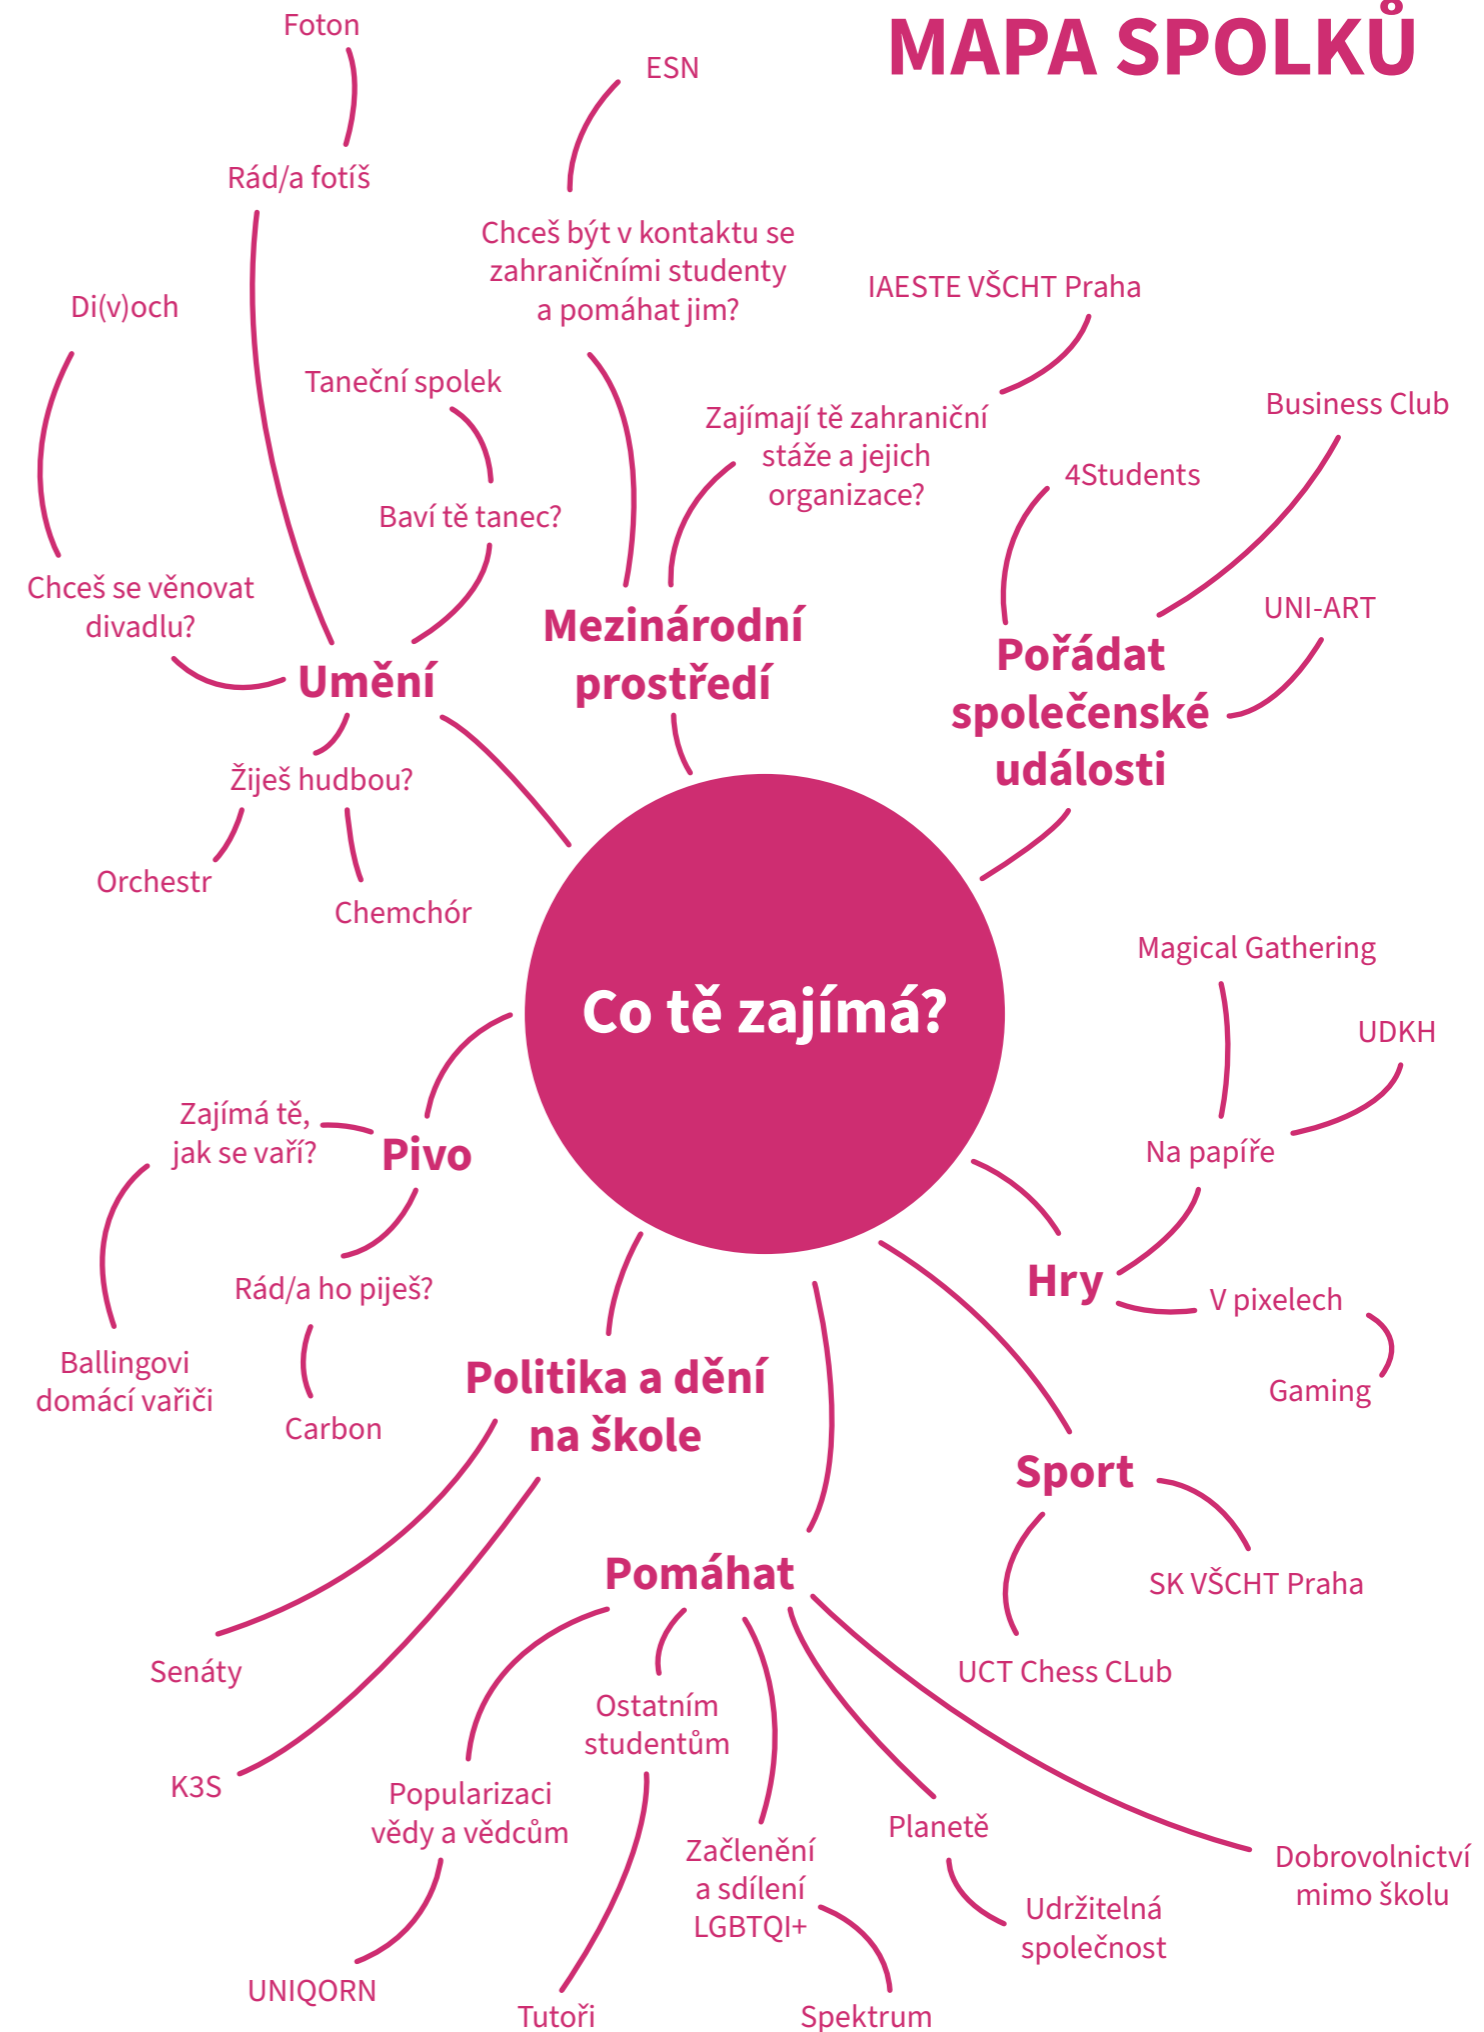 MAPA SPOLKŮ
Foton
ESN
Rád/a fotíš
Chceš být v kontaktu se
zahraničními studenty
a pomáhat jim?
IAESTE VŠCHT Praha
Di(v)och
Taneční spolek
Zajímají tě zahraniční
stáže a jejich
organizace?
Business Club
4Students
Baví tě tanec?
Chceš se věnovat
divadlu?
UNI-ART
Mezinárodní
prostředí
Pořádat
společenské
události
Umění
Žiješ hudbou?
Orchestr
Chemchór
Magical Gathering
Co tě zajímá?
UDKH
Zajímá tě,
jak se vaří?
Pivo
Na papíře
Rád/a ho piješ?
Hry
V pixelech
Ballingovi
domácí vařiči
Carbon
Politika a dění
na škole
Gaming
Sport
Pomáhat
SK VŠCHT Praha
Senáty
UCT Chess CLub
Ostatním
studentům
K3S
Popularizaci
vědy a vědcům
Začlenění
a sdílení
LGBTQI+
Planetě
Dobrovolnictví
mimo školu
Udržitelná
společnost
UNIQORN
Tutoři
Spektrum